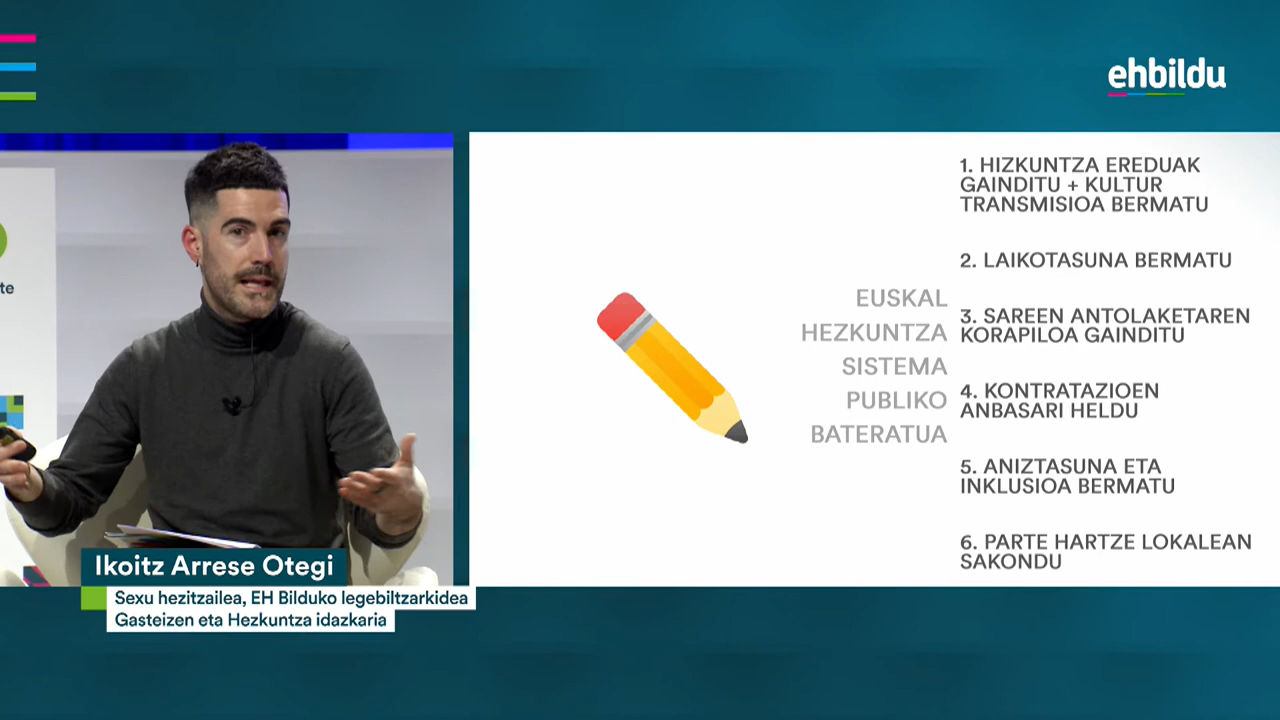 ehbildu
te
EUSKAL
HEZKUNTZA
SISTEMA
PUBLIKO
BATERATUA
1. HIZKUNTZA EREDUAK
GAINDITU + KULTUR
TRANSMISIOA BERMATU
2. LAIKOTASUNA BERMATU
3. SAREEN ANTOLAKETAREN
KORAPILOA GAINDITU
4. KONTRATAZIOEN
ANBASARI HELDU
5. ANIZTASUNA ETA
INKLUSIOA BERMATU
6. PARTE HARTZE LOKALEAN
SAKONDU
Ikoitz Arrese Otegi
Sexu hezitzailea, EH Bilduko legebiltzarkidea
Gasteizen eta Hezkuntza idazkaria